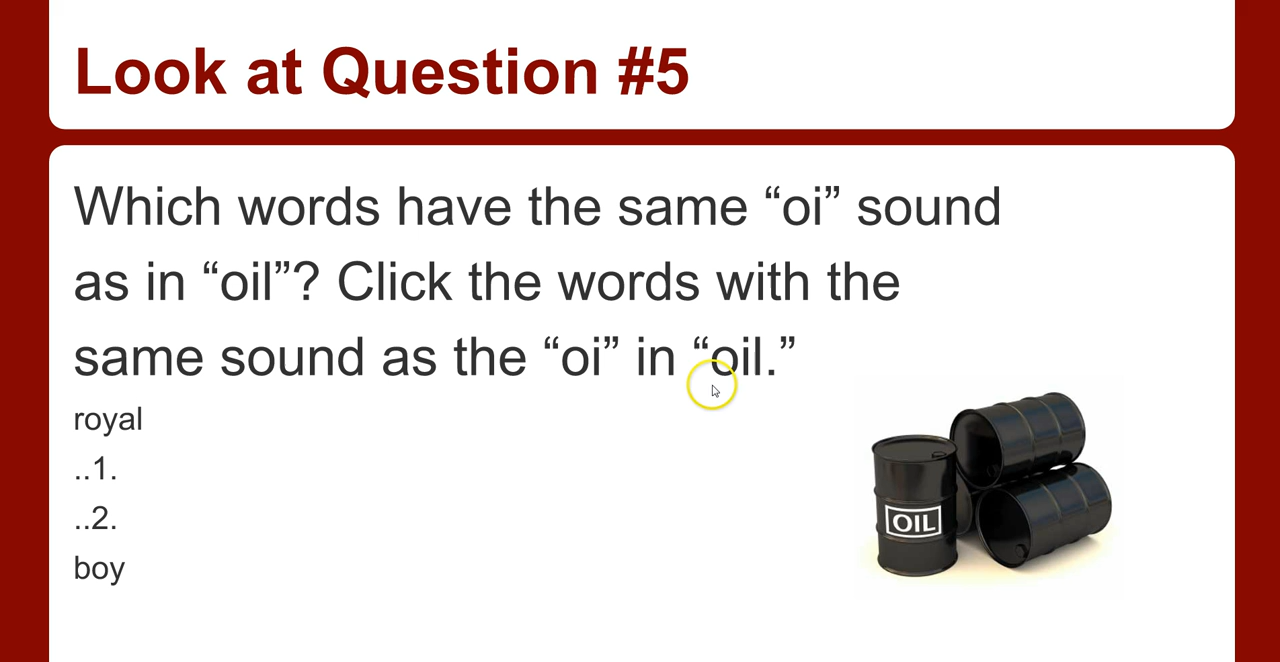 Look at Question #5
Which words have the same “oi” sound
as in “oil”? Click the words with the
same sound as the “oi” in “oil.”
royal
..1.
..2.
boy
OIL